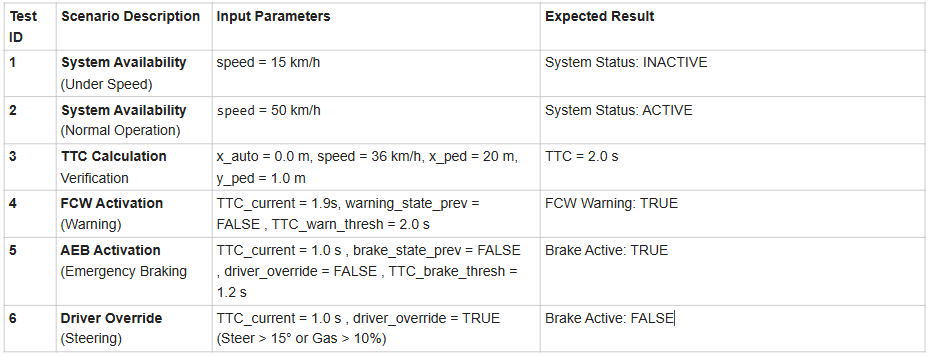 Test ID Scenario Description Input Parameters Expected Result
1 System Availability (Under Speed) speed = 15 km/h System Status: INACTIVE
2 System Availability (Normal Operation) speed = 50 km/h System Status: ACTIVE
3 TTC Calculation Verification x_auto = 0.0 m, speed = 36 km/h, x_ped = 20 m, y_ped = 1.0 m TTC = 2.0 s
4 FCW Activation (Warning) TTC_current = 1.9s, warning_state_prev = FALSE , TTC_warn_thresh = 2.0 s FCW Warning: TRUE
5 AEB Activation (Emergency Braking TTC_current = 1.0 s , brake_state_prev = FALSE , driver_override = FALSE , TTC_brake_thresh = 1.2 s Brake Active: TRUE
6 Driver Override (Steering) TTC_current = 1.0 s , driver_override = TRUE (Steer > 15° or Gas > 10%) Brake Active: FALSE